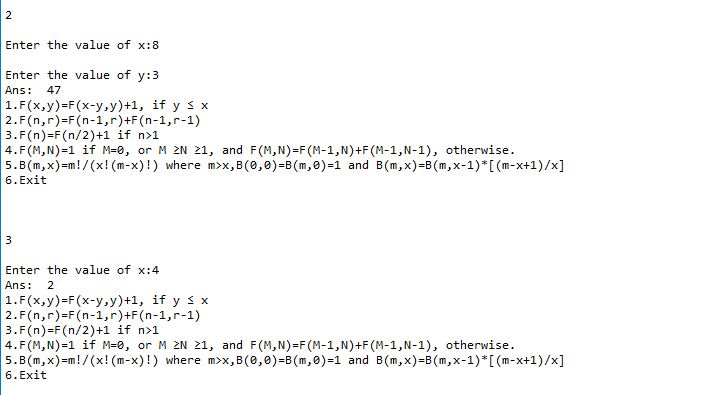 2
Enter the value of x:8
Enter the value of y:3
Ans:  47
1.F(x,y)=F(x-y,y)+1, if y ≤ x
2.F(n,r)=F(n-1,r)+F(n-1,r-1)
3.F(n)=F(n/2)+1 if n>1
4.F(M,N)=1 if M=0, or M ≥N ≥1, and F(M,N)=F(M-1,N)+F(M-1,N-1), otherwise.
5.B(m,x)=m!/(x!(m-x)!) where m>x,B(0,0)=B(m,0)=1 and B(m,x)=B(m,x-1)*[(m-x+1)/x]
6.Exit
3
Enter the value of x:4
Ans:  2
1.F(x,y)=F(x-y,y)+1, if y ≤ x
2.F(n,r)=F(n-1,r)+F(n-1,r-1)
3.F(n)=F(n/2)+1 if n>1
4.F(M,N)=1 if M=0, or M ≥N ≥1, and F(M,N)=F(M-1,N)+F(M-1,N-1), otherwise.
5.B(m,x)=m!/(x!(m-x)!) where m>x,B(0,0)=B(m,0)=1 and B(m,x)=B(m,x-1)*[(m-x+1)/x]
6.Exit